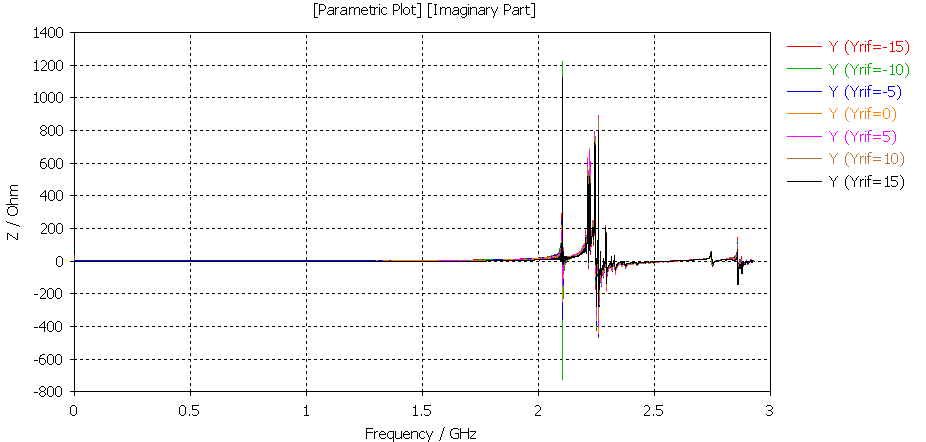 [Parametric Plot] [Imaginary Part]
1400
1200
1000
800
600
400
200
0
-200
-400
-600
-800
Z / Ohm
0 0.5 1 1.5 2 2.5 3
Frequency / GHz
Y (Yrif=-15)
Y (Yrif=-10)
Y (Yrif=-5)
Y (Yrif=0)
Y (Yrif=5)
Y (Yrif=10)
Y (Yrif=15)